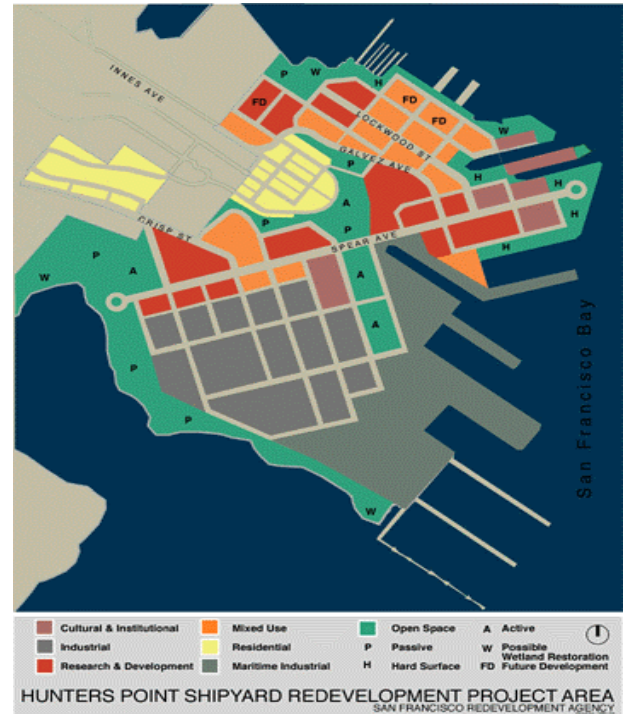 INNES AVE
P
W
H
FD
FD
FD
LOCKWOOD ST
GALVEZ AVE
W
P
H
H
A
P
P
H
CRISP ST
SPEAR AVE
H
W
P
A
A
A
P
P
W
San Francisco Bay
Cultural & Institutional
Mixed Use
Open Space
A Active
Industrial
Residential
P Passive
W Possible Wetland Restoration
Research & Development
Maritime Industrial
H Hard Surface
FD Future Development
HUNTERS POINT SHIPYARD REDEVELOPMENT PROJECT AREA
SAN FRANCISCO REDEVELOPMENT AGENCY